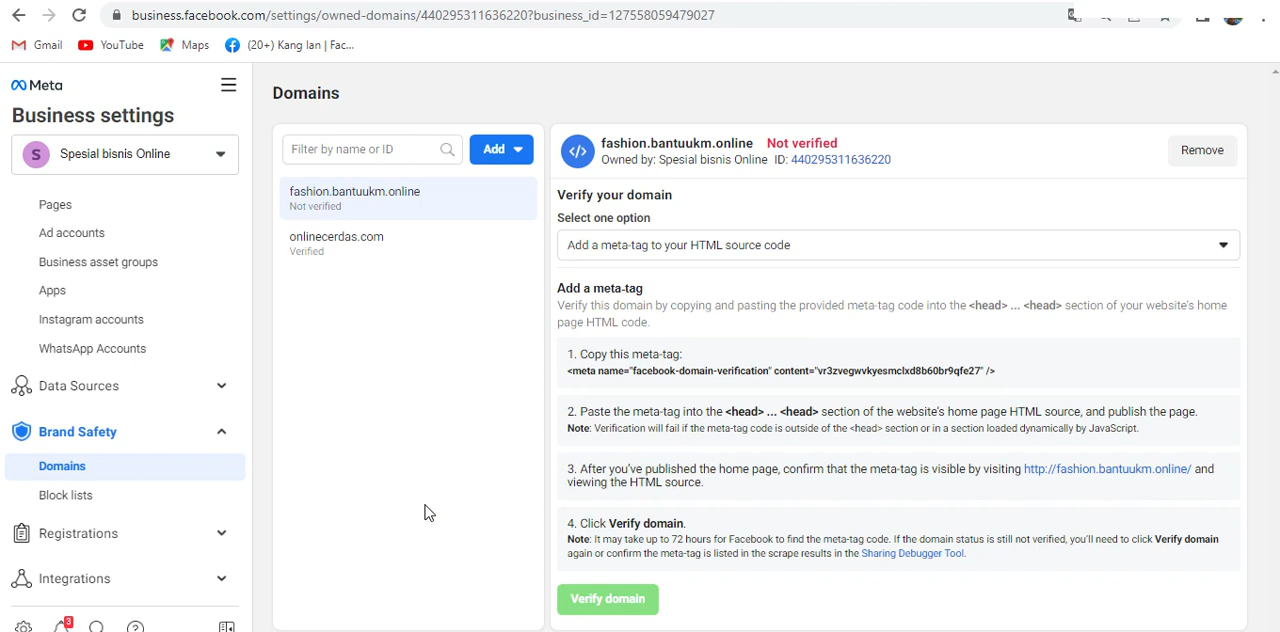 business.facebook.com/settings/owned-domains/440295311636220?business_id=127558059479027
Gmail YouTube Maps (20+) Kang Ian | Fac...
Meta
Business settings
S Spesial bisnis Online
Pages
Ad accounts
Business asset groups
Apps
Instagram accounts
WhatsApp Accounts
Data Sources
Brand Safety
Domains
Block lists
Registrations
Integrations
3
Domains
Filter by name or ID Add
fashion.bantuukm.online
Not verified
onlinecerdas.com
Verified
fashion.bantuukm.online Not verified
Owned by: Spesial bisnis Online ID: 440295311636220
Remove
Verify your domain
Select one option
Add a meta-tag to your HTML source code
Add a meta-tag
Verify this domain by copying and pasting the provided meta-tag code into the <head> ... <head> section of your website's home
page HTML code.
1. Copy this meta-tag:
<meta name="facebook-domain-verification" content="vr3zvegwvkyesmclxd8b60br9qfe27" />
2. Paste the meta-tag into the <head> ... <head> section of the website's home page HTML source, and publish the page.
Note: Verification will fail if the meta-tag code is outside of the <head> section or in a section loaded dynamically by JavaScript.
3. After you've published the home page, confirm that the meta-tag is visible by visiting http://fashion.bantuukm.online/ and
viewing the HTML source.
4. Click Verify domain.
Note: It may take up to 72 hours for Facebook to find the meta-tag code. If the domain status is still not verified, you'll need to click Verify domain
again or confirm the meta-tag is listed in the scrape results in the Sharing Debugger Tool.
Verify domain